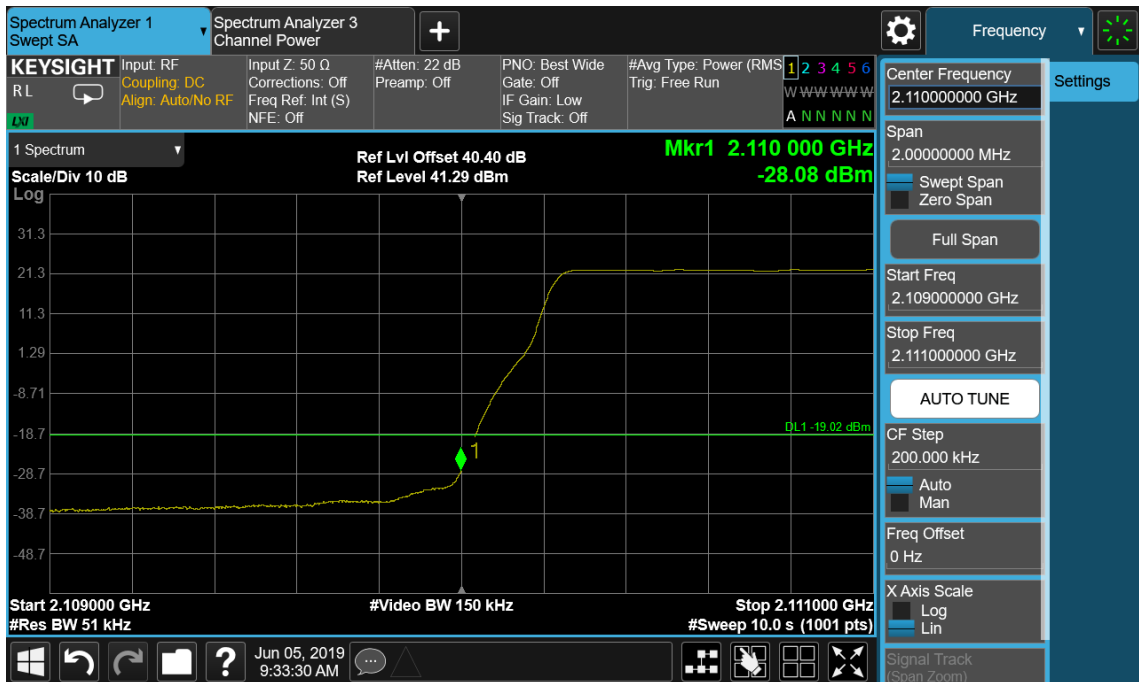 Spectrum Analyzer 1
Swept SA
Spectrum Analyzer 3
Channel Power
Frequency
KEYSIGHT
R L
LXI
Input: RF
Coupling: DC
Align: Auto/No RF
Input Z: 50 Ω
Corrections: Off
Freq Ref: Int (S)
NFE: Off
#Atten: 22 dB
Preamp: Off
PNO: Best Wide
Gate: Off
IF Gain: Low
Sig Track: Off
#Avg Type: Power (RMS
Trig: Free Run
1 2 3 4 5 6
W W W W W W
A N N N N N
1 Spectrum
Scale/Div 10 dB
Ref Lvl Offset 40.40 dB
Ref Level 41.29 dBm
Mkr1 2.110 000 GHz
-28.08 dBm
Log
31.3
21.3
11.3
1.29
-8.71
-18.7
-28.7
-38.7
-48.7
DL1 -19.02 dBm
1
Start 2.109000 GHz
#Res BW 51 kHz
#Video BW 150 kHz
Stop 2.111000 GHz
#Sweep 10.0 s (1001 pts)
Jun 05, 2019
9:33:30 AM
?
Center Frequency
2.110000000 GHz
Span
2.00000000 MHz
Swept Span
Zero Span
Full Span
Start Freq
2.109000000 GHz
Stop Freq
2.111000000 GHz
AUTO TUNE
CF Step
200.000 kHz
Auto
Man
Freq Offset
0 Hz
X Axis Scale
Log
Lin
Signal Track
(Span Zoom)
Settings